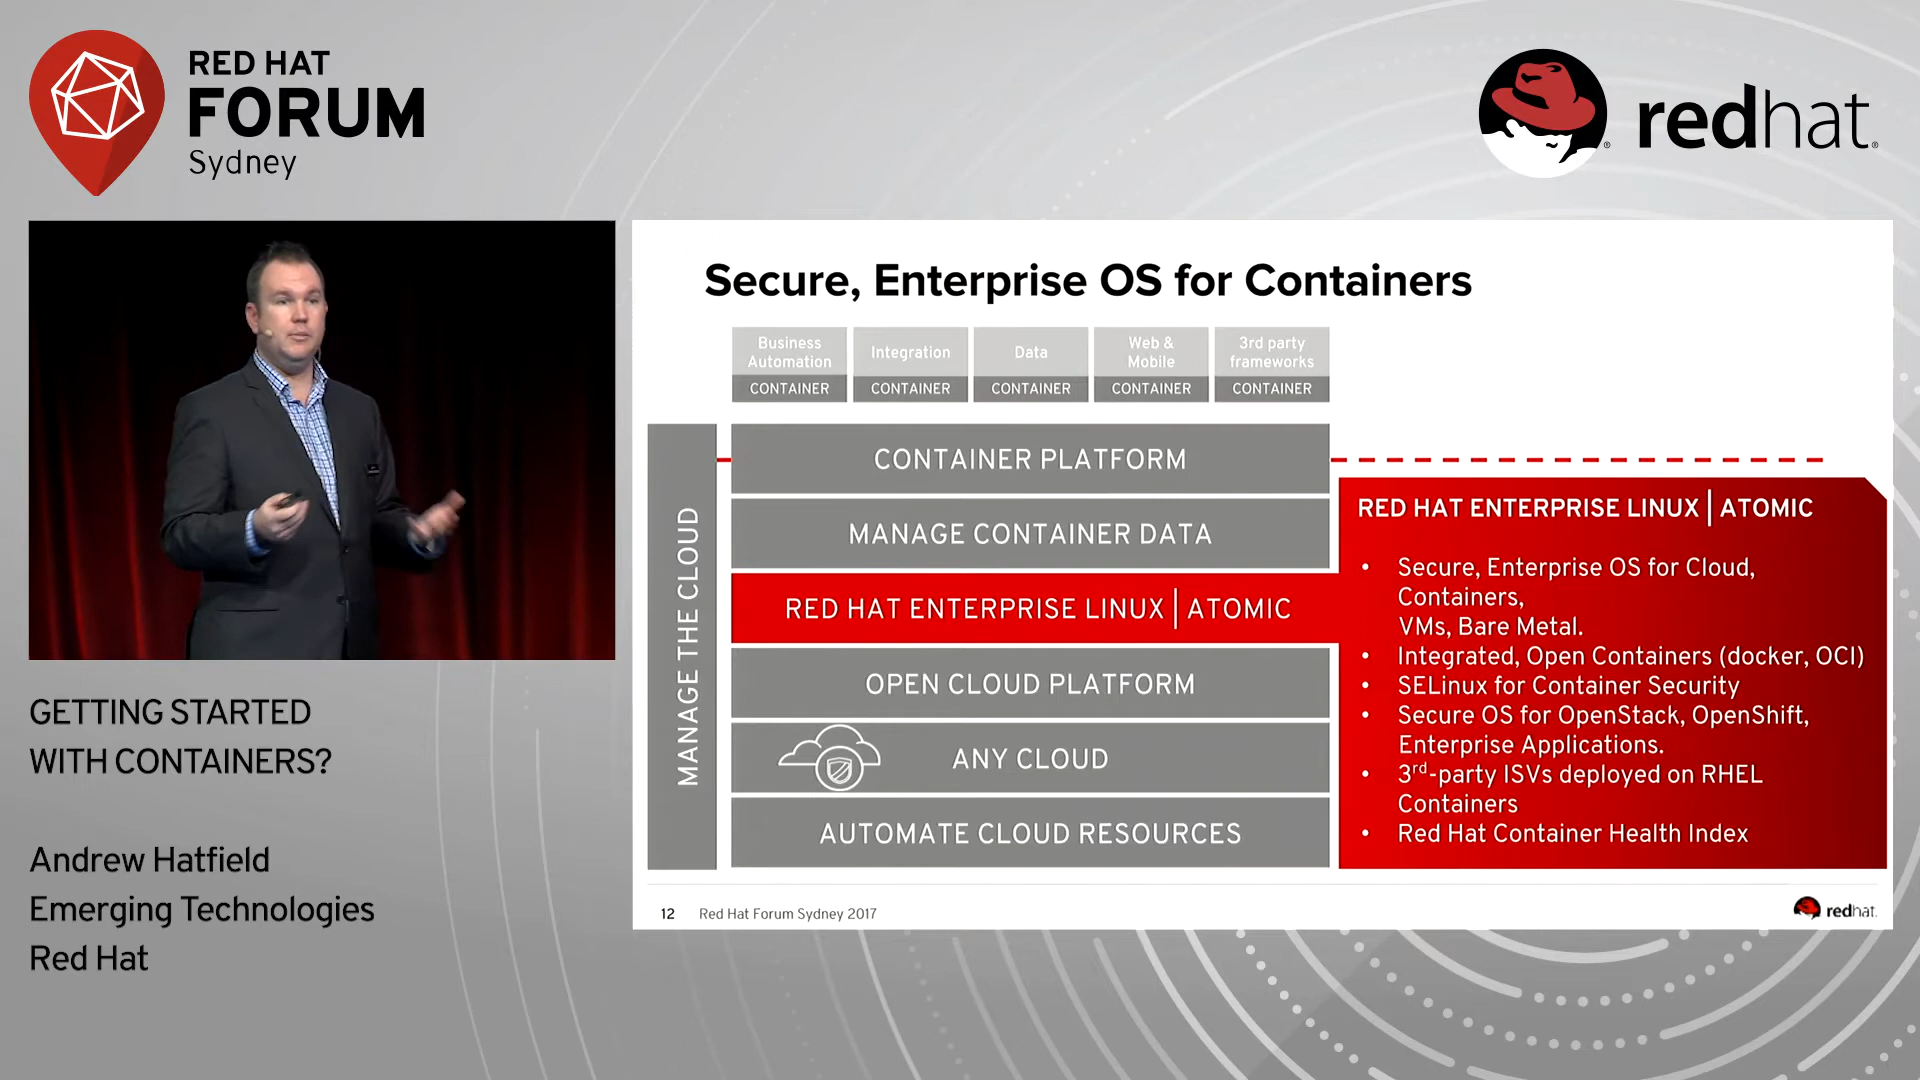 RED HAT
FORUM
Sydney
redhat.
GETTING STARTED
WITH CONTAINERS?
Andrew Hatfield
Emerging Technologies
Red Hat
Secure, Enterprise OS for Containers
Business
Automation
CONTAINER
Integration
CONTAINER
Data
CONTAINER
Web &
Mobile
CONTAINER
3rd party
frameworks
CONTAINER
MANAGE THE CLOUD
CONTAINER PLATFORM
MANAGE CONTAINER DATA
RED HAT ENTERPRISE LINUX | ATOMIC
OPEN CLOUD PLATFORM
ANY CLOUD
AUTOMATE CLOUD RESOURCES
RED HAT ENTERPRISE LINUX | ATOMIC
• Secure, Enterprise OS for Cloud,
Containers,
VMs, Bare Metal.
• Integrated, Open Containers (docker, OCI)
• SELinux for Container Security
• Secure OS for OpenStack, OpenShift,
Enterprise Applications.
• 3rd-party ISVs deployed on RHEL
Containers
• Red Hat Container Health Index
12 Red Hat Forum Sydney 2017
redhat.